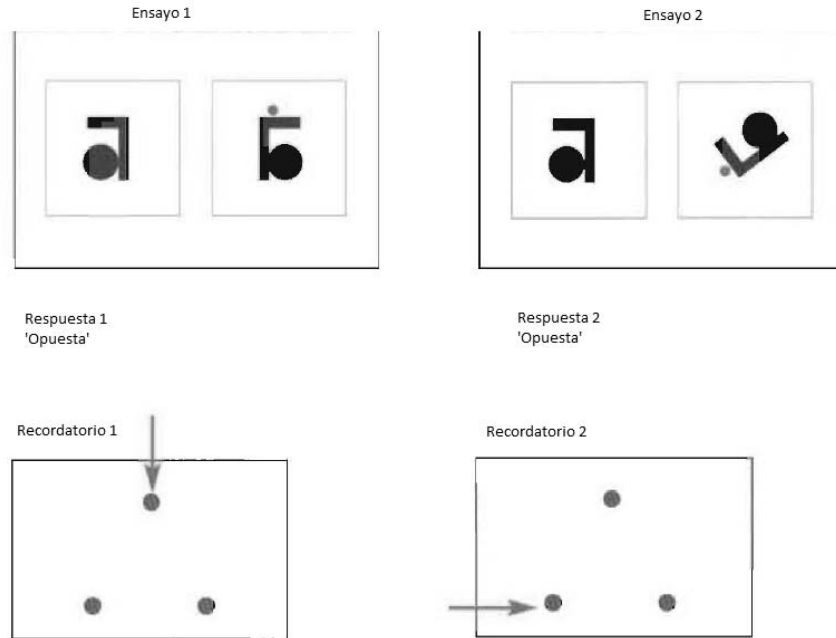 Ensayo 1
Ensayo 2
Respuesta 1
'Opuesta'
Respuesta 2
'Opuesta'
Recordatorio 1
Recordatorio 2